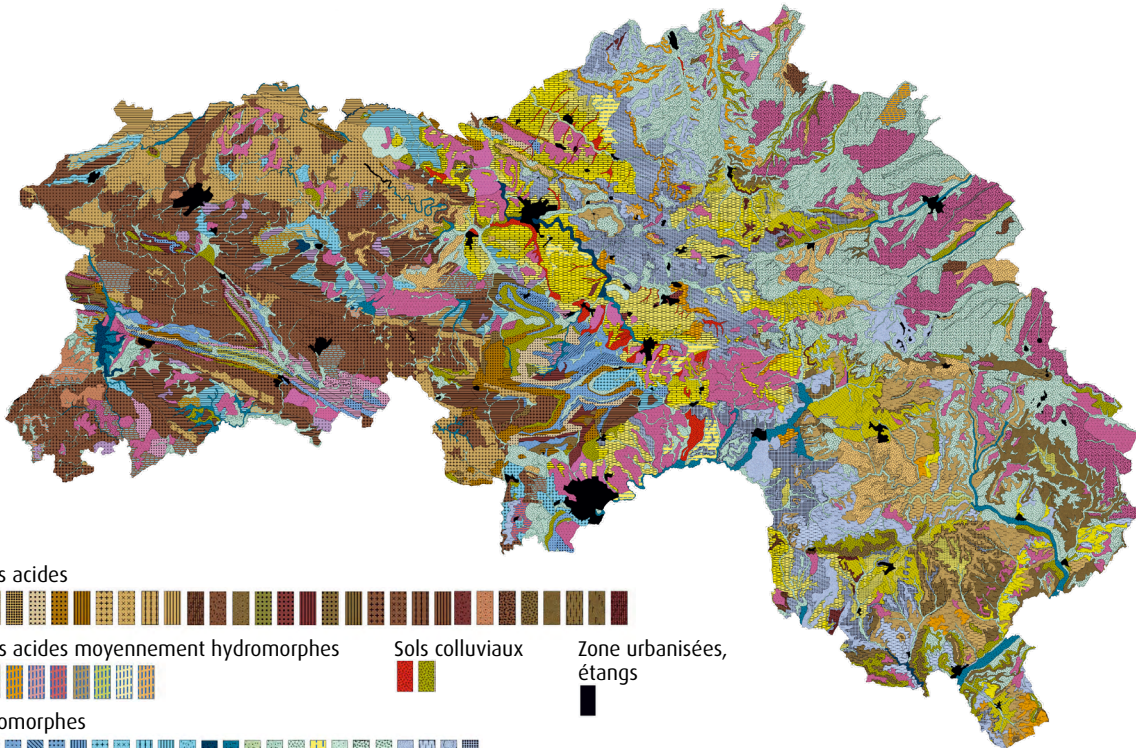 s acides
s acides moyennement hydromorphes
Sols colluviaux
Zone urbanisées,
étangs
omorphes